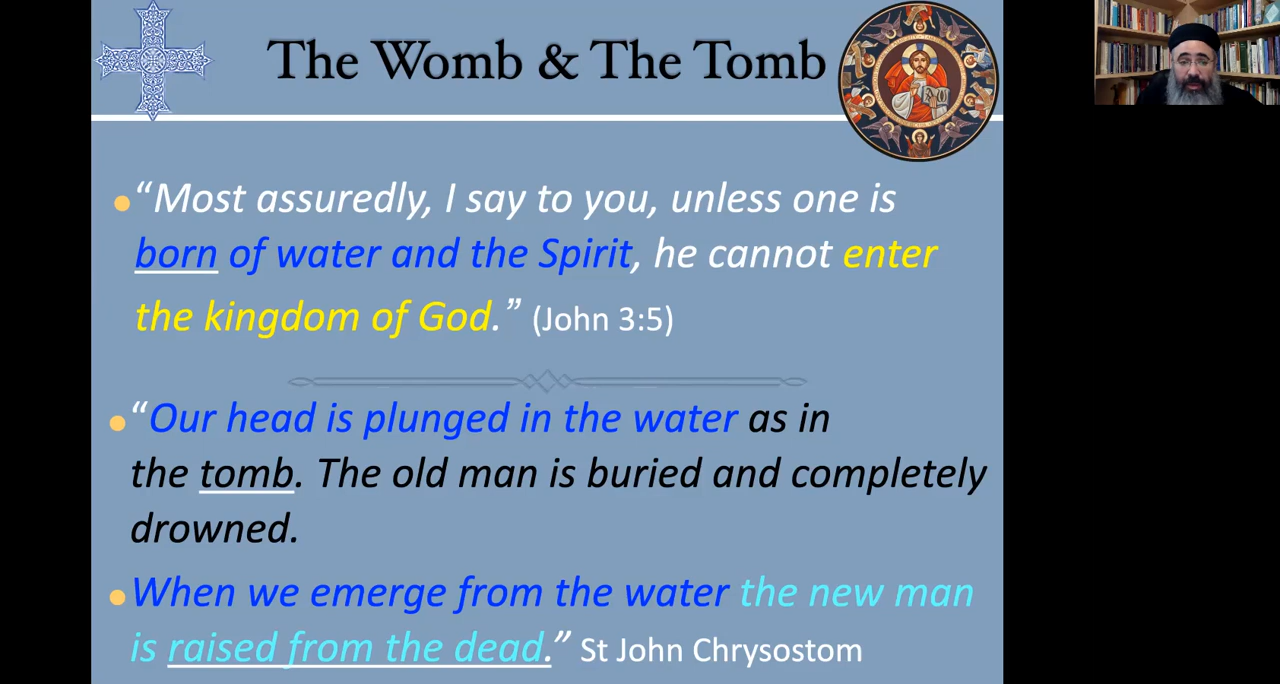 The Womb & The Tomb
“Most assuredly, I say to you, unless one is
born of water and the Spirit, he cannot enter
the kingdom of God.” (John 3:5)
“Our head is plunged in the water as in
the tomb. The old man is buried and completely
drowned.
When we emerge from the water the new man
is raised from the dead.” St John Chrysostom